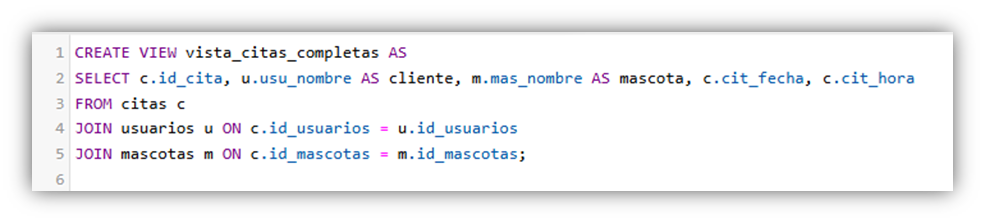 1 CREATE VIEW vista_citas_completas AS
2 SELECT c.id_cita, u.usu_nombre AS cliente, m.mas_nombre AS mascota, c.cit_fecha, c.cit_hora
3 FROM citas c
4 JOIN usuarios u ON c.id_usuarios = u.id_usuarios
5 JOIN mascotas m ON c.id_mascotas = m.id_mascotas;
6